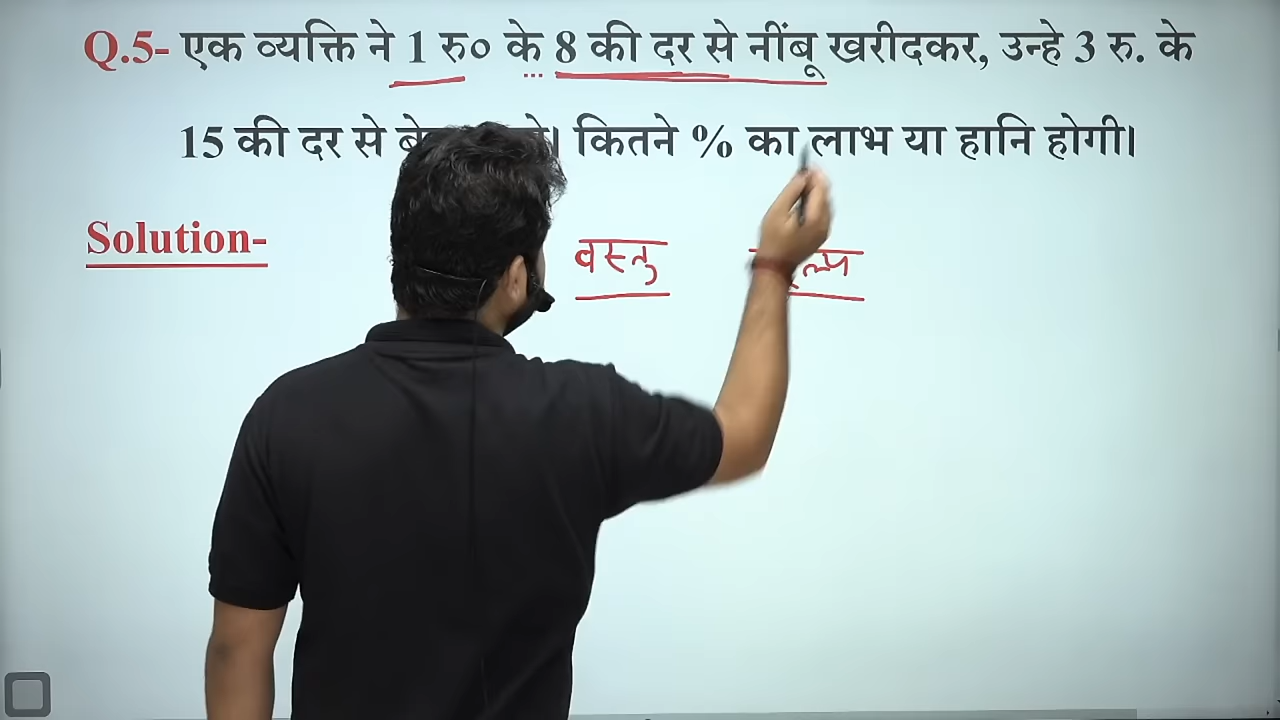 Q.5- एक व्यक्ति ने 1 रु० के 8 की दर से नींबू खरीदकर, उन्हे 3 रु. के
15 की दर से कितने % का लाभ या हानि होगी।
Solution-
वस्तु